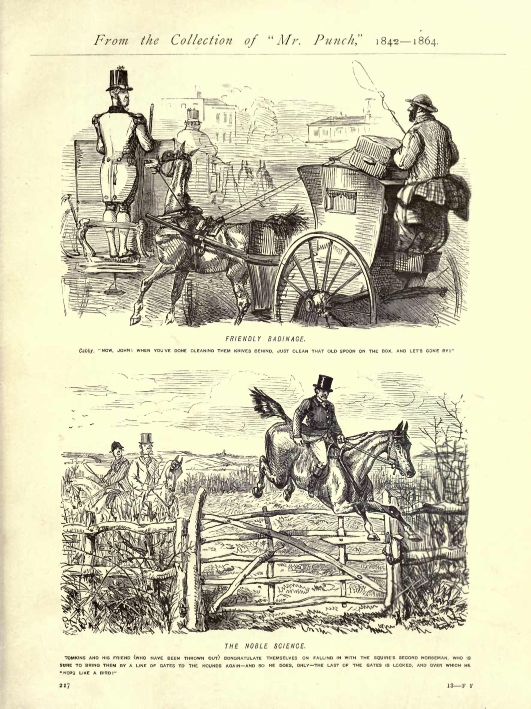 From the Collection of "Mr. Punch," 1842—1864.
FRIENDLY BADINAGE.
Cabby. "NOW, JOHN! WHEN YOU'VE DONE CLEANING THEM KNIVES BEHIND, JUST CLEAN THAT OLD SPOON ON THE BOX, AND LET'S COME BY!"
THE NOBLE SCIENCE.
TOMKINS AND HIS FRIEND (WHO HAVE BEEN THROWN OUT) CONGRATULATE THEMSELVES ON FALLING IN WITH THE SQUIRE'S SECOND HORSEMAN, WHO IS
SURE TO BRING THEM BY A LINE OF GATES TO THE HOUNDS AGAIN—AND SO HE DOES, ONLY—THE LAST OF THE GATES IS LOCKED, AND OVER WHICH HE
"HOPS LIKE A BIRD!"
217 13—F F